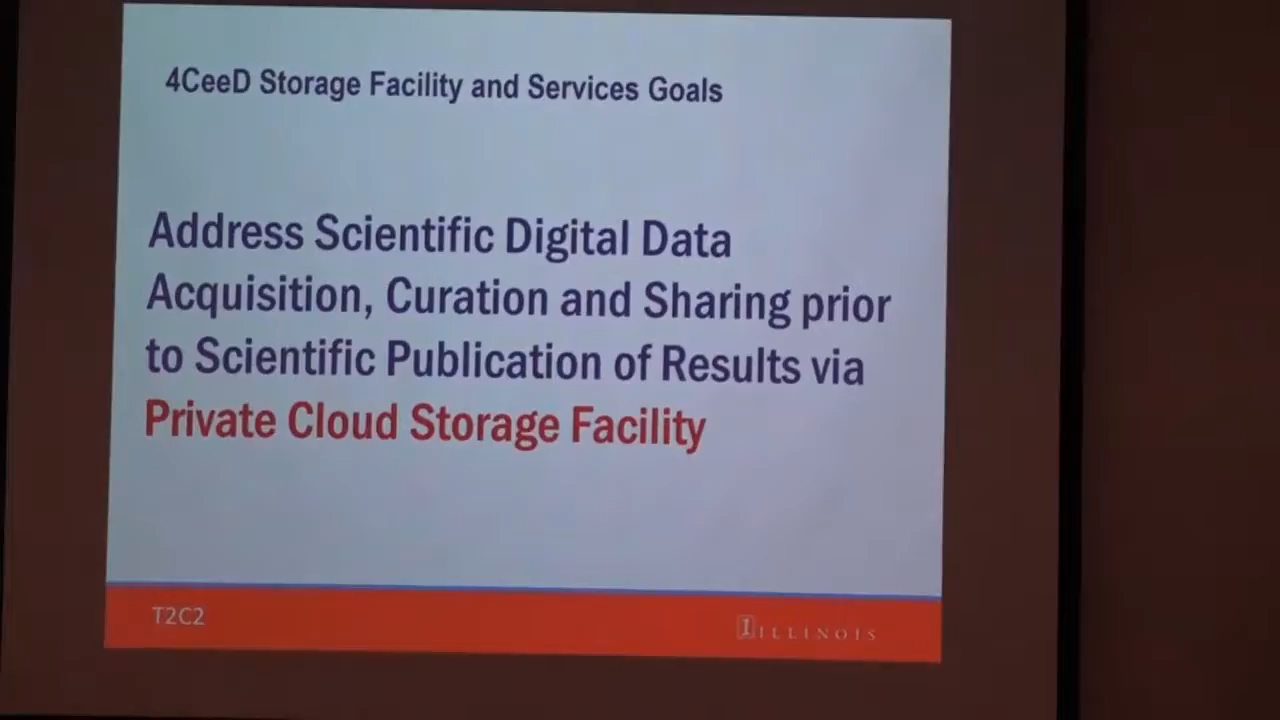 4CeeD Storage Facility and Services Goals
Address Scientific Digital Data
Acquisition, Curation and Sharing prior
to Scientific Publication of Results via
Private Cloud Storage Facility
T2C2
I ILLINOIS